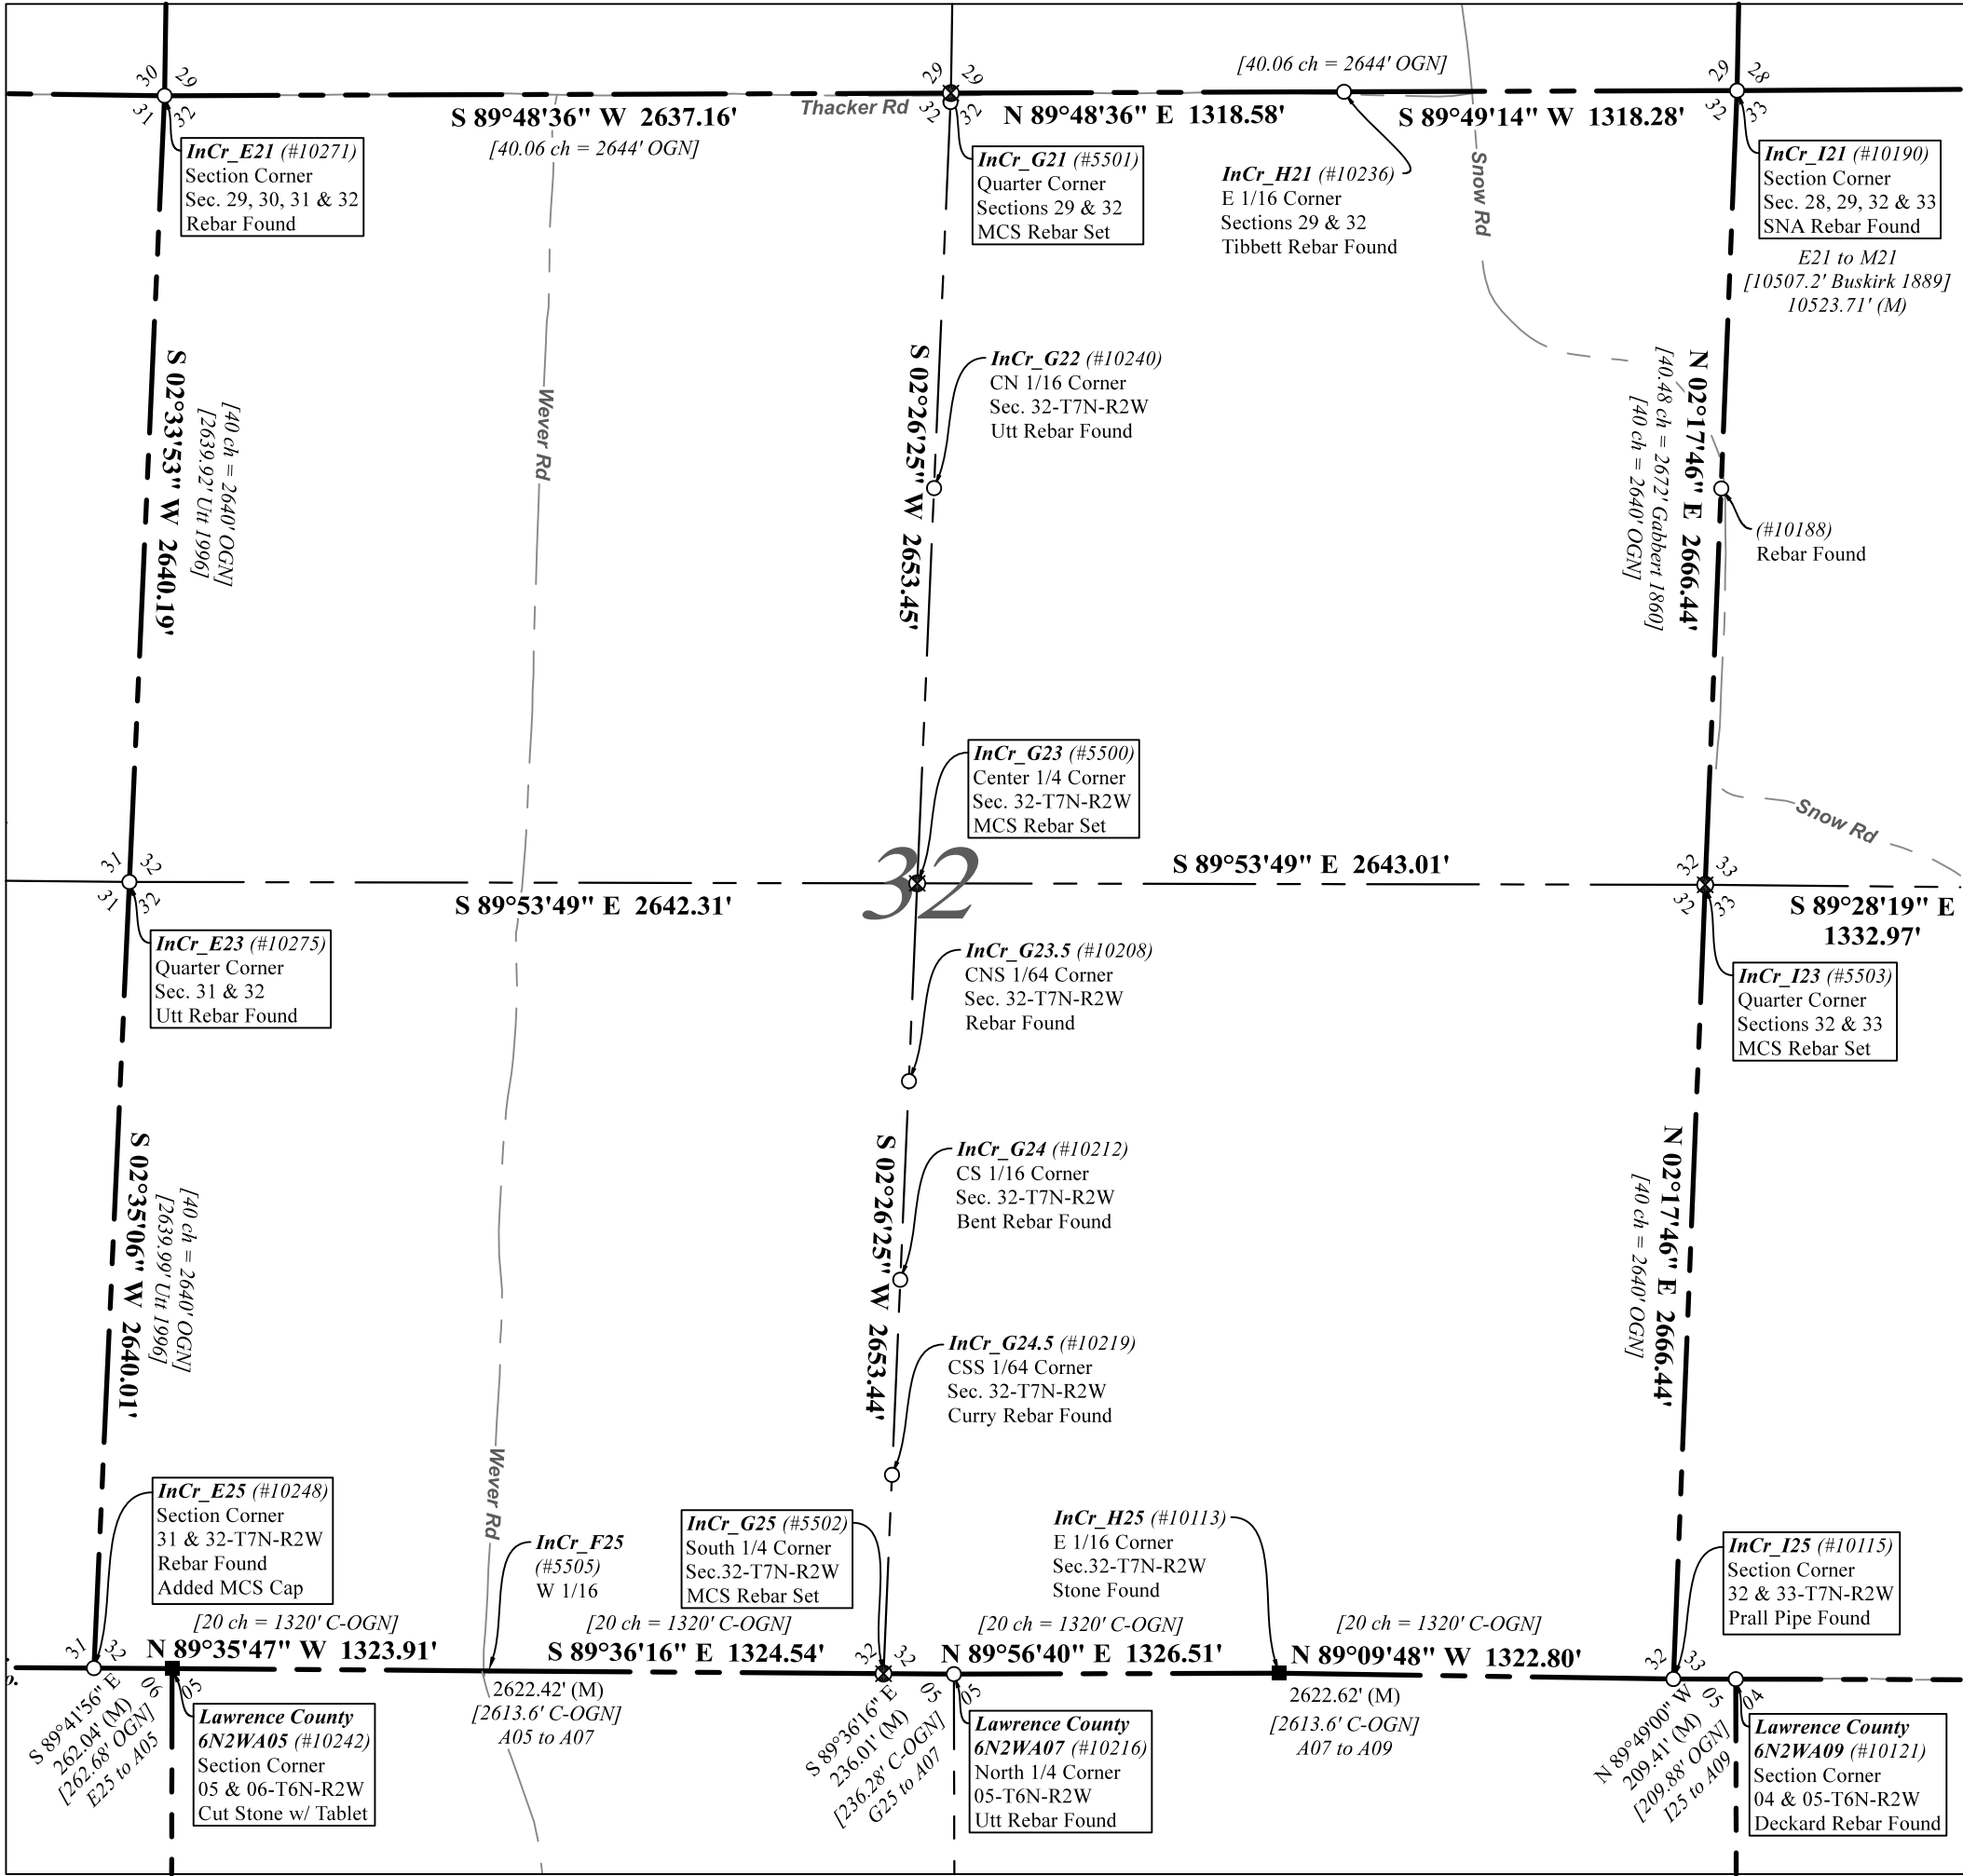 [40.06 ch = 2644' OGN]
30
29
31
32
29
29
32
32
29
28
32
33
S 89°48'36" W 2637.16'
[40.06 ch = 2644' OGN]
Thacker Rd
N 89°48'36" E 1318.58'
S 89°49'14" W 1318.28'
InCr_E21 (#10271)
Section Corner
Sec. 29, 30, 31 & 32
Rebar Found
InCr_G21 (#5501)
Quarter Corner
Sections 29 & 32
MCS Rebar Set
InCr_H21 (#10236)
E 1/16 Corner
Sections 29 & 32
Tibbett Rebar Found
Snow Rd
InCr_I21 (#10190)
Section Corner
Sec. 28, 29, 32 & 33
SNA Rebar Found
E21 to M21
[10507.2' Buskirk 1889]
10523.71' (M)
S 02°33'53" W 2640.19'
[2639.92' Utt 1996]
[40 ch = 2640' OGN]
Wever Rd
S 02°26'25" W 2653.45'
InCr_G22 (#10240)
CN 1/16 Corner
Sec. 32-T7N-R2W
Utt Rebar Found
N 02°17'46" E 2666.44'
[40.48 ch = 2672' Gabbert 1860]
[40 ch = 2640' OGN]
(#10188)
Rebar Found
InCr_G23 (#5500)
Center 1/4 Corner
Sec. 32-T7N-R2W
MCS Rebar Set
Snow Rd
31
32
31
32
32
32
33
32
33
S 89°53'49" E 2643.01'
S 89°53'49" E 2642.31'
S 89°28'19" E
1332.97'
InCr_E23 (#10275)
Quarter Corner
Sec. 31 & 32
Utt Rebar Found
InCr_G23.5 (#10208)
CNS 1/64 Corner
Sec. 32-T7N-R2W
Rebar Found
InCr_I23 (#5503)
Quarter Corner
Sections 32 & 33
MCS Rebar Set
S 02°35'06" W 2640.01'
[2639.99' Utt 1996]
[40 ch = 2640' OGN]
S 02°26'25" W 2653.44'
InCr_G24 (#10212)
CS 1/16 Corner
Sec. 32-T7N-R2W
Bent Rebar Found
N 02°17'46" E 2666.44'
[40 ch = 2640' OGN]
InCr_G24.5 (#10219)
CSS 1/64 Corner
Sec. 32-T7N-R2W
Curry Rebar Found
Wever Rd
InCr_E25 (#10248)
Section Corner
31 & 32-T7N-R2W
Rebar Found
Added MCS Cap
InCr_F25
(#5505)
W 1/16
InCr_G25 (#5502)
South 1/4 Corner
Sec.32-T7N-R2W
MCS Rebar Set
InCr_H25 (#10113)
E 1/16 Corner
Sec.32-T7N-R2W
Stone Found
InCr_I25 (#10115)
Section Corner
32 & 33-T7N-R2W
Prall Pipe Found
[20 ch = 1320' C-OGN]
[20 ch = 1320' C-OGN]
[20 ch = 1320' C-OGN]
[20 ch = 1320' C-OGN]
31
32
N 89°35'47" W 1323.91'
S 89°36'16" E 1324.54'
32
32
N 89°56'40" E 1326.51'
N 89°09'48" W 1322.80'
32
33
06
05
05
05
05
04
S 89°41'56" E
262.04' (M)
[262.68' OGN]
E25 to A05
2622.42' (M)
[2613.6' C-OGN]
A05 to A07
S 89°36'16" E
236.01' (M)
[236.28' C-OGN]
G25 to A07
2622.62' (M)
[2613.6' C-OGN]
A07 to A09
N 89°49'00" W
209.41' (M)
[209.88' OGN]
I25 to A09
Lawrence County
6N2WA05 (#10242)
Section Corner
05 & 06-T6N-R2W
Cut Stone w/ Tablet
Lawrence County
6N2WA07 (#10216)
North 1/4 Corner
05-T6N-R2W
Utt Rebar Found
Lawrence County
6N2WA09 (#10121)
Section Corner
04 & 05-T6N-R2W
Deckard Rebar Found